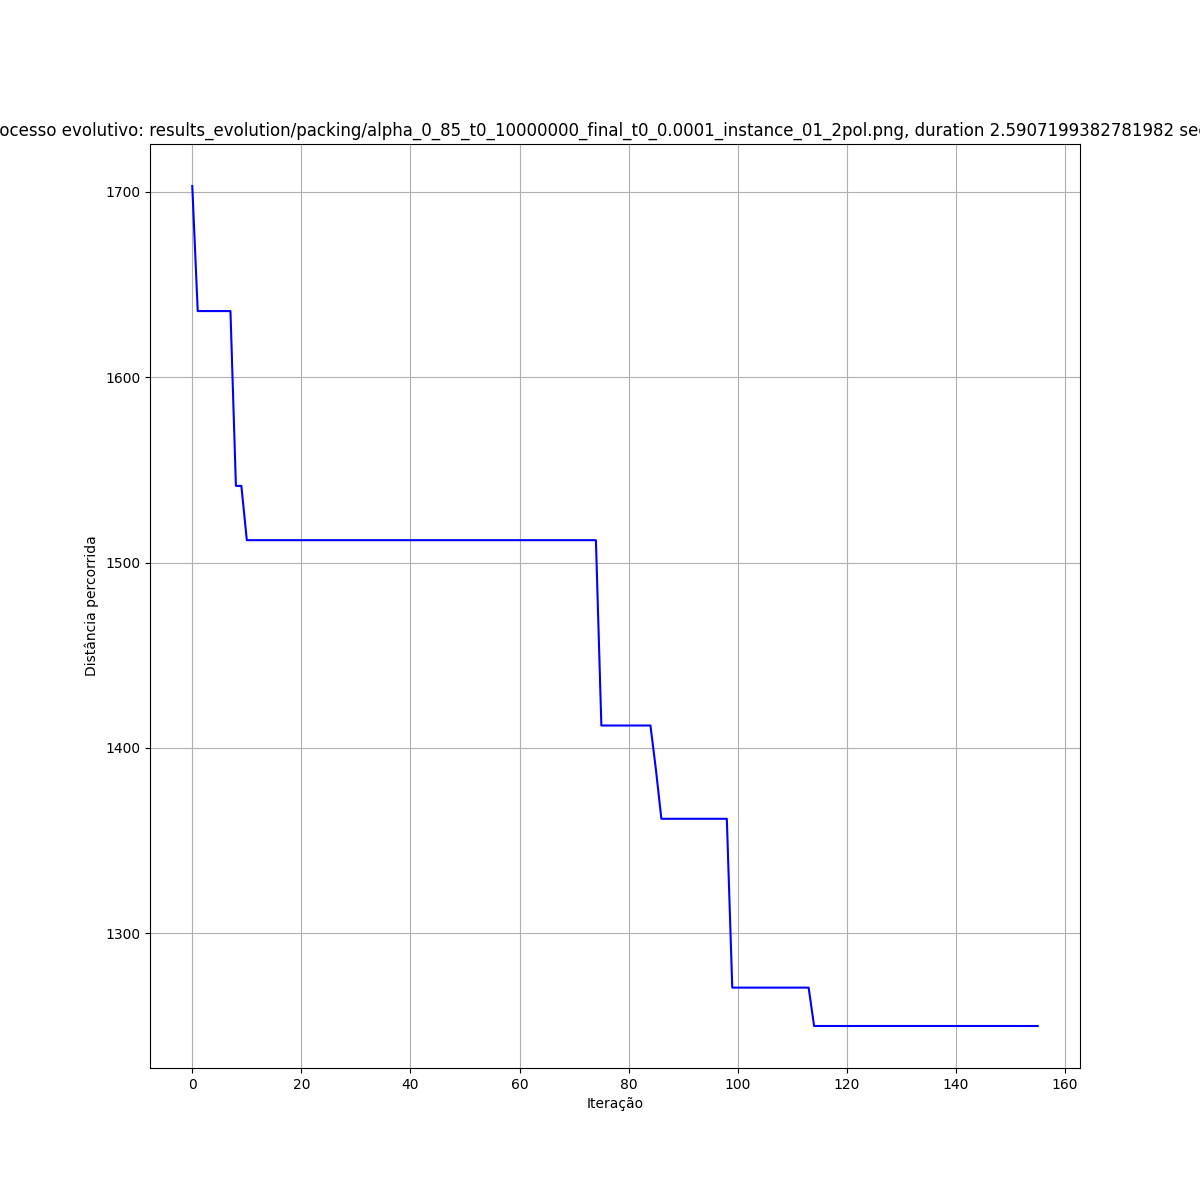 ocesso evolutivo: results_evolution/packing/alpha_0_85_t0_10000000_final_t0_0.0001_instance_01_2pol.png, duration 2.5907199382781982 sec
1700
1600
1500
1400
1300
Distância percorrida
0 20 40 60 80 100 120 140 160
Iteração